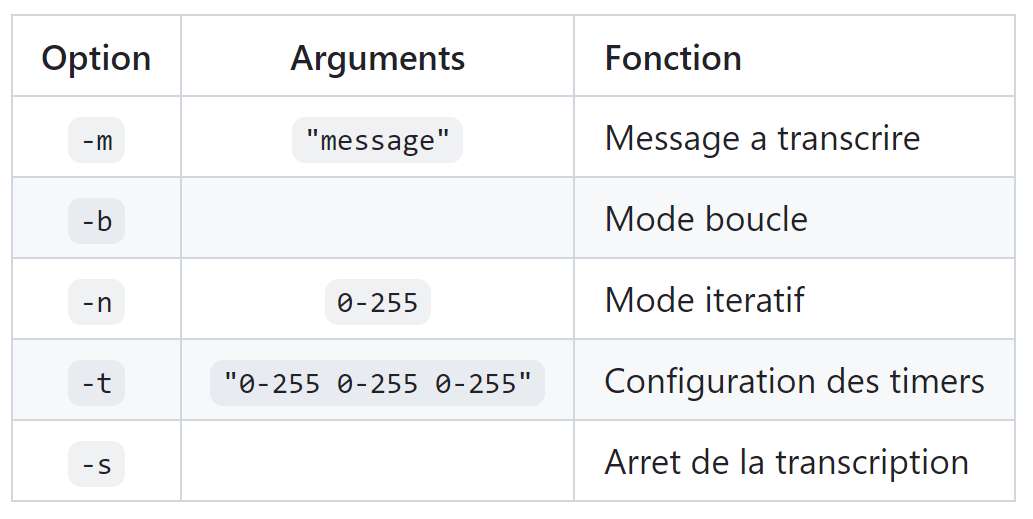 Option Arguments Fonction
-m "message" Message a transcrire
-b Mode boucle
-n 0-255 Mode iteratif
-t "0-255 0-255 0-255" Configuration des timers
-s Arret de la transcription